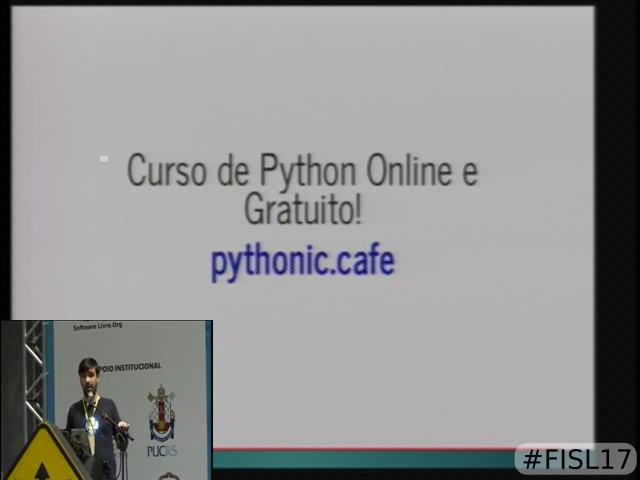 Curso de Python Online e
Gratuito!
pythonic.cafe
Software Livre.Org
POIO INSTITUCIONAL
PUCRS
#FISL17